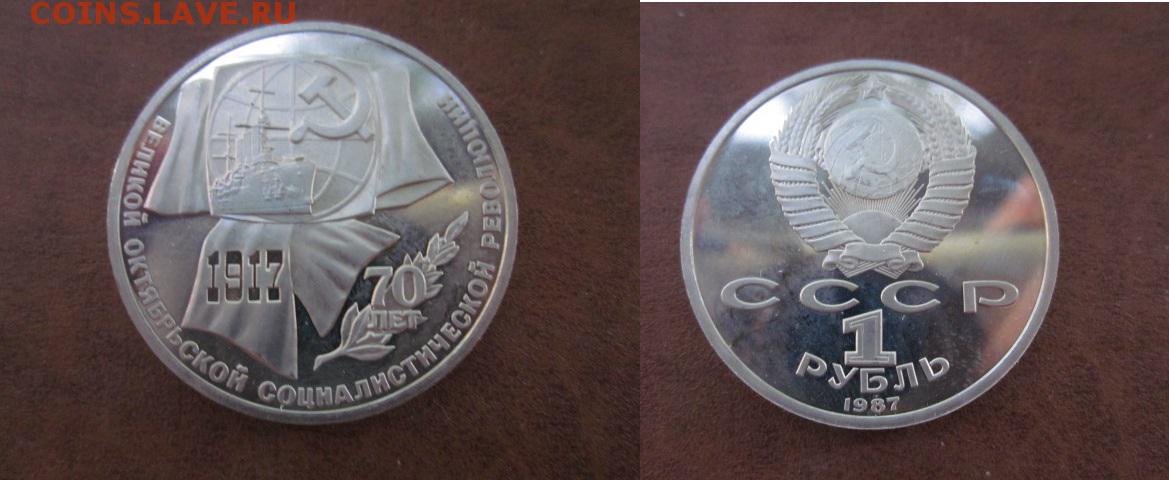 COINS.LAVE.RU
1917
70
ЛЕТ
ВЕЛИКОЙ ОКТЯБРЬСКОЙ СОЦИАЛИСТИЧЕСКОЙ РЕВОЛЮЦИИ
СССР
1
РУБЛЬ
1987